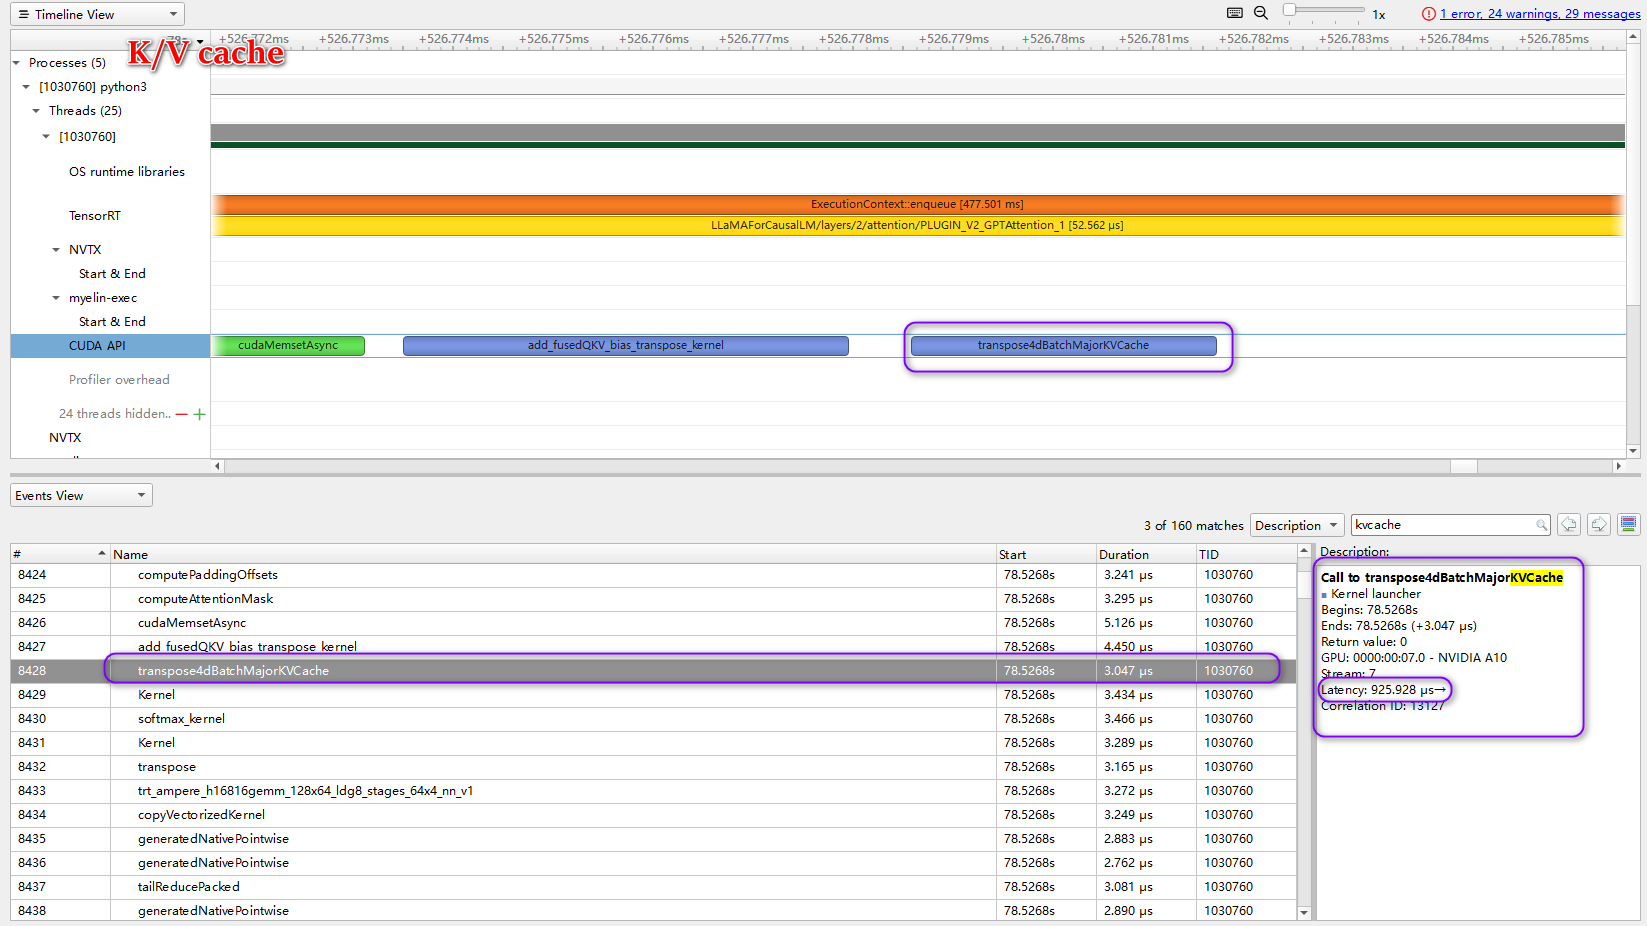 Timeline View
1x
1 error, 24 warnings, 29 messages
K/V cache
+526.772ms +526.773ms +526.774ms +526.775ms +526.776ms +526.777ms +526.778ms +526.779ms +526.78ms +526.781ms +526.782ms +526.783ms +526.784ms +526.785ms
Processes (5)
[1030760] python3
Threads (25)
[1030760]
OS runtime libraries
TensorRT
ExecutionContext::enqueue [477.501 ms]
LLaMAForCausalLM/layers/2/attention/PLUGIN_V2_GPTAttention_1 [52.562 µs]
NVTX
Start & End
myelin-exec
Start & End
CUDA API
cudaMemsetAsync
add_fusedQKV_bias_transpose_kernel
transpose4dBatchMajorKVCache
Profiler overhead
24 threads hidden..
NVTX
Events View
3 of 160 matches
Description
kvcache
# Name Start Duration TID
8424 computePaddingOffsets 78.5268s 3.241 µs 1030760
8425 computeAttentionMask 78.5268s 3.295 µs 1030760
8426 cudaMemsetAsync 78.5268s 5.126 µs 1030760
8427 add_fusedQKV_bias_transpose_kernel 78.5268s 4.450 µs 1030760
8428 transpose4dBatchMajorKVCache 78.5268s 3.047 µs 1030760
8429 Kernel 78.5268s 3.434 µs 1030760
8430 softmax_kernel 78.5268s 3.466 µs 1030760
8431 Kernel 78.5268s 3.289 µs 1030760
8432 transpose 78.5268s 3.165 µs 1030760
8433 trt_ampere_h16816gemm_128x64_ldg8_stages_64x4_nn_v1 78.5268s 3.272 µs 1030760
8434 copyVectorizedKernel 78.5268s 3.249 µs 1030760
8435 generatedNativePointwise 78.5268s 2.883 µs 1030760
8436 generatedNativePointwise 78.5268s 2.762 µs 1030760
8437 tailReducePacked 78.5268s 3.081 µs 1030760
8438 generatedNativePointwise 78.5268s 2.890 µs 1030760
Description:
Call to transpose4dBatchMajorKVCache
Kernel launcher
Begins: 78.5268s
Ends: 78.5268s (+3.047 µs)
Return value: 0
GPU: 0000:00:07.0 - NVIDIA A10
Stream: 7
Latency: 925.928 µs→
Correlation ID: 13127